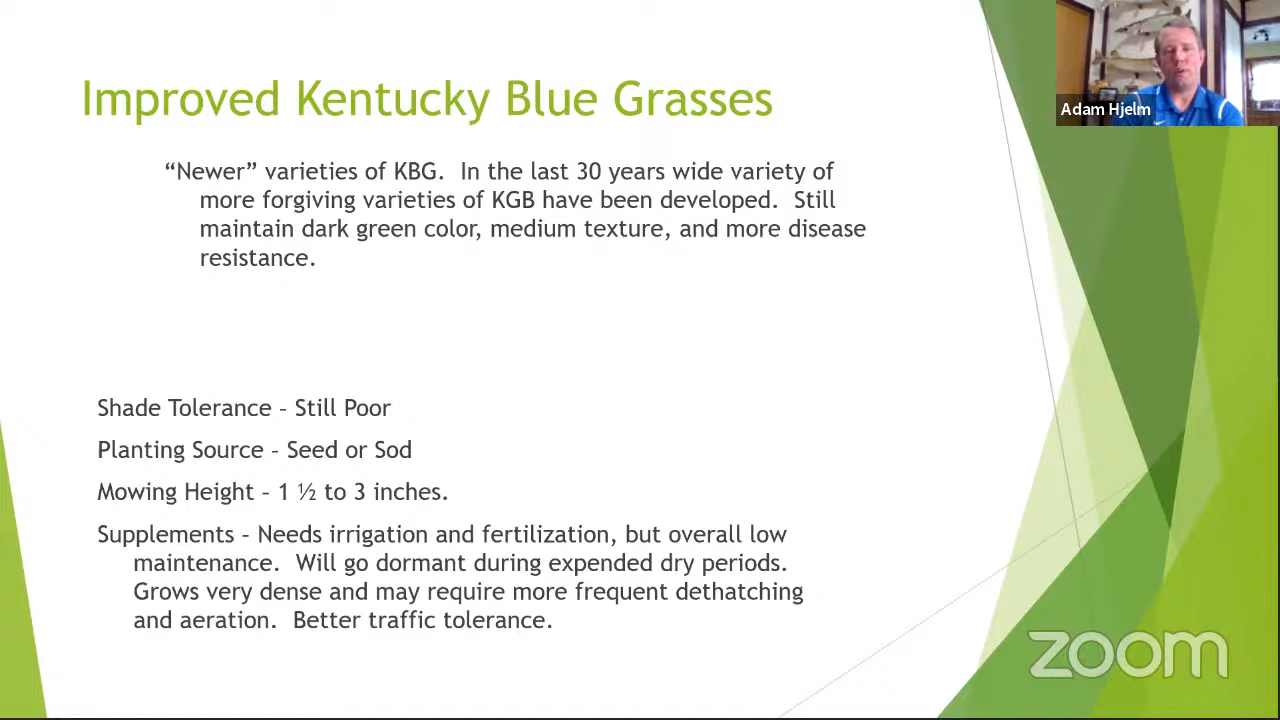 Improved Kentucky Blue Grasses
Adam Hjelm
“Newer” varieties of KBG. In the last 30 years wide variety of
more forgiving varieties of KGB have been developed. Still
maintain dark green color, medium texture, and more disease
resistance.
Shade Tolerance – Still Poor
Planting Source – Seed or Sod
Mowing Height – 1 ½ to 3 inches.
Supplements – Needs irrigation and fertilization, but overall low
maintenance. Will go dormant during expended dry periods.
Grows very dense and may require more frequent dethatching
and aeration. Better traffic tolerance.
zoom